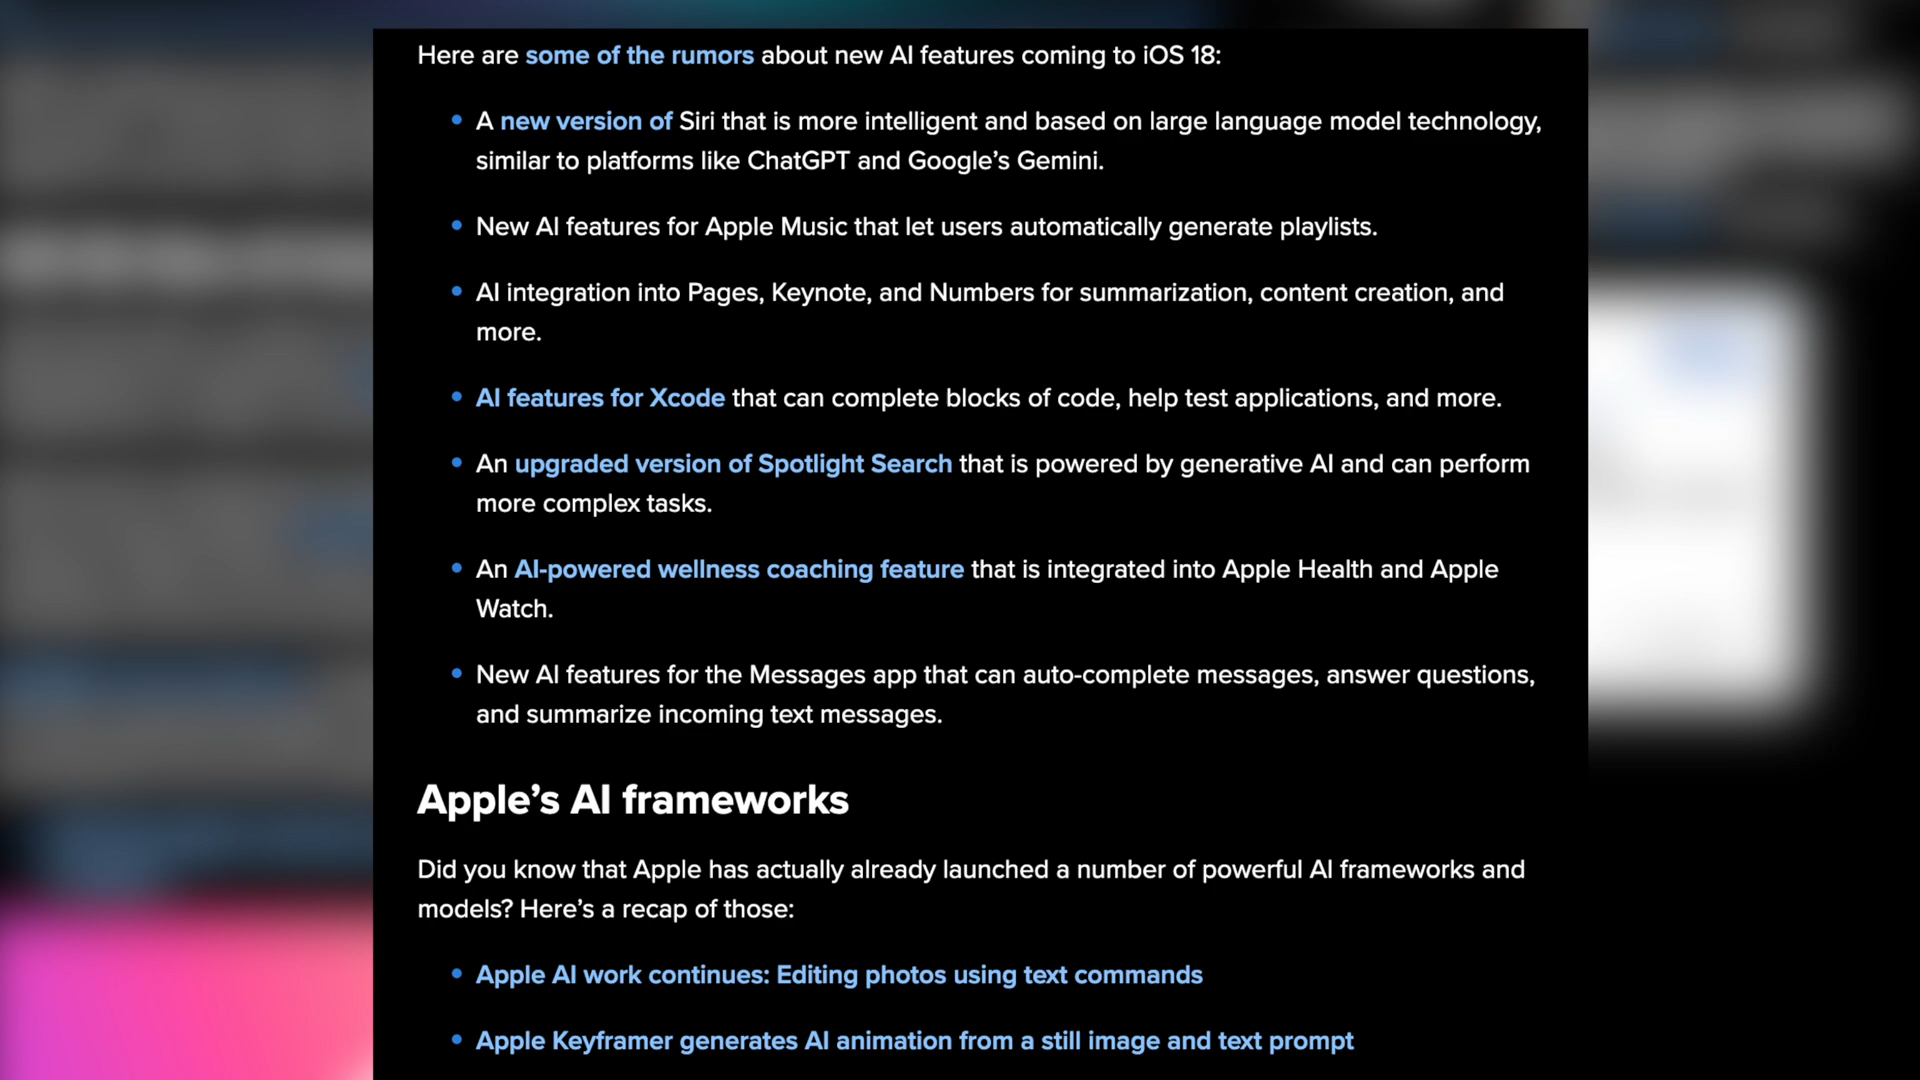 Here are some of the rumors about new AI features coming to iOS 18:
A new version of Siri that is more intelligent and based on large language model technology,
similar to platforms like ChatGPT and Google’s Gemini.
New AI features for Apple Music that let users automatically generate playlists.
AI integration into Pages, Keynote, and Numbers for summarization, content creation, and
more.
AI features for Xcode that can complete blocks of code, help test applications, and more.
An upgraded version of Spotlight Search that is powered by generative AI and can perform
more complex tasks.
An AI-powered wellness coaching feature that is integrated into Apple Health and Apple
Watch.
New AI features for the Messages app that can auto-complete messages, answer questions,
and summarize incoming text messages.
Apple’s AI frameworks
Did you know that Apple has actually already launched a number of powerful AI frameworks and
models? Here’s a recap of those:
Apple AI work continues: Editing photos using text commands
Apple Keyframer generates AI animation from a still image and text prompt